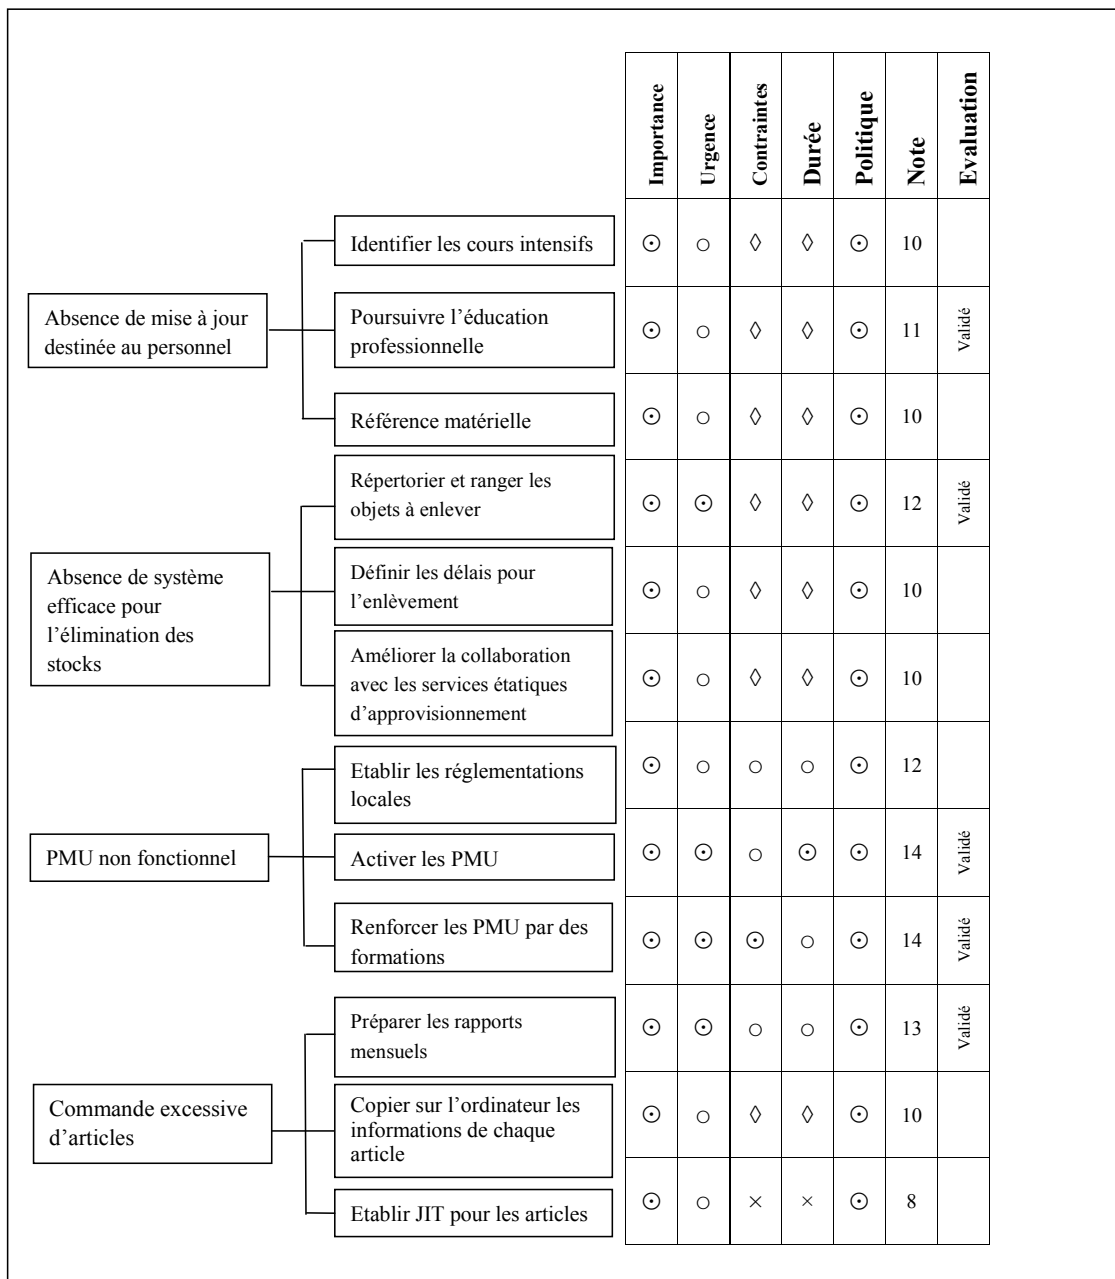 Importance Urgence Contraintes Durée Politique Note Evaluation
Identifier les cours intensifs
⊙ ○ ◊ ◊ ⊙ 10
Absence de mise à jour
destinée au personnel
Poursuivre l’éducation
professionnelle
⊙ ○ ◊ ◊ ⊙ 11 Validé
Référence matérielle
⊙ ○ ◊ ◊ ⊙ 10
Répertorier et ranger les
objets à enlever
⊙ ⊙ ◊ ◊ ⊙ 12 Validé
Absence de système
efficace pour
l’élimination des
stocks
Définir les délais pour
l’enlèvement
⊙ ○ ◊ ◊ ⊙ 10
Améliorer la collaboration
avec les services étatiques
d’approvisionnement
⊙ ○ ◊ ◊ ⊙ 10
Etablir les réglementations
locales
⊙ ○ ○ ○ ⊙ 12
PMU non fonctionnel
Activer les PMU
⊙ ⊙ ○ ⊙ ⊙ 14 Validé
Renforcer les PMU par des
formations
⊙ ⊙ ⊙ ○ ⊙ 14 Validé
Préparer les rapports
mensuels
⊙ ⊙ ○ ○ ⊙ 13 Validé
Commande excessive
d’articles
Copier sur l’ordinateur les
informations de chaque
article
⊙ ○ ◊ ◊ ⊙ 10
Etablir JIT pour les articles
⊙ ○ × × ⊙ 8